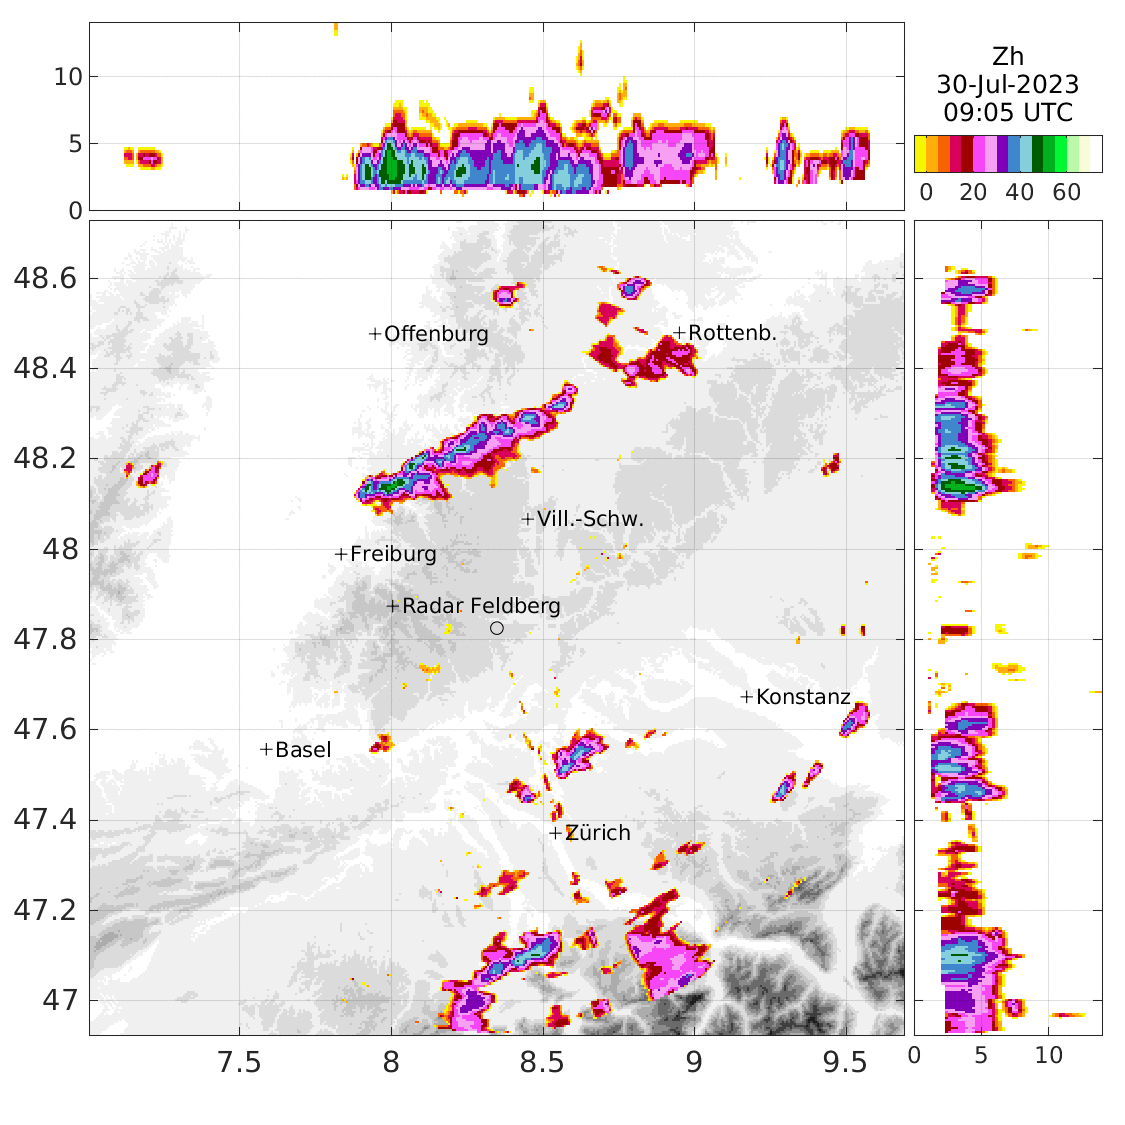 10
5
0
Zh
30-Jul-2023
09:05 UTC
0 20 40 60
48.6
48.4
48.2
48
47.8
47.6
47.4
47.2
47
+Offenburg
+Rottenb.
+Vill.-Schw.
+Freiburg
+Radar Feldberg
+Konstanz
+Basel
+Zürich
7.5 8 8.5 9 9.5
0 5 10